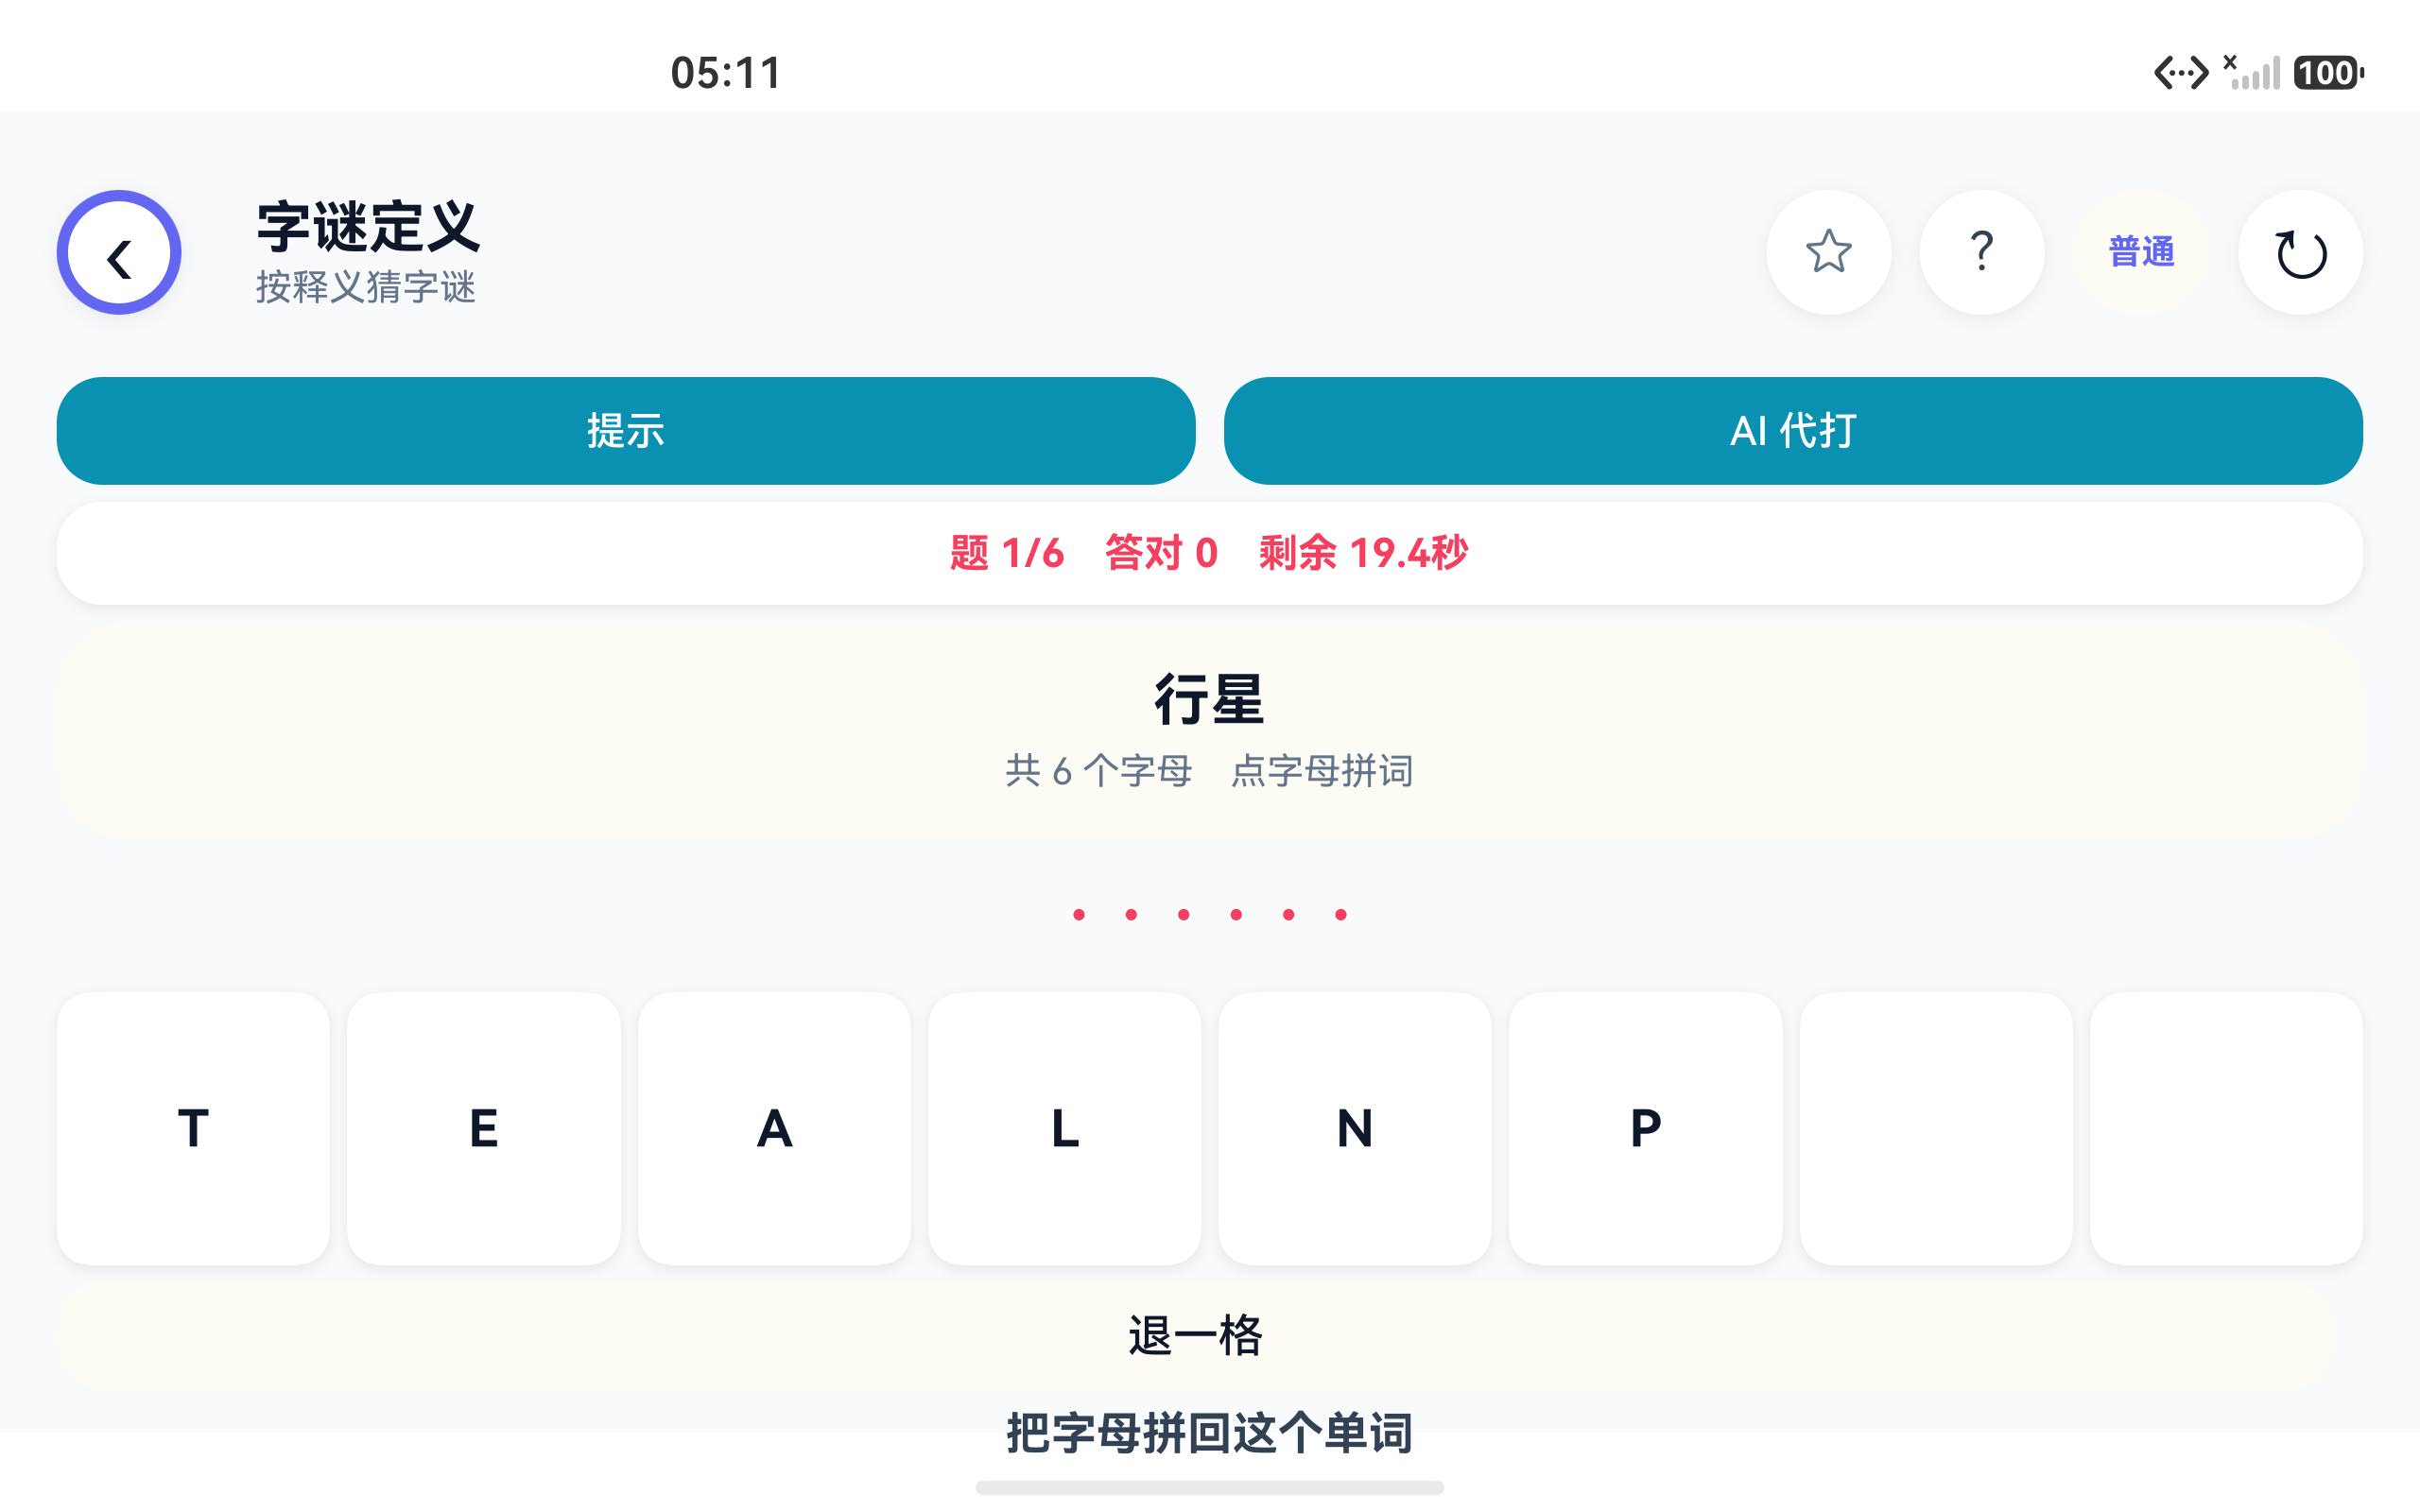 05:11
100
字谜定义
按释义猜字谜
?
普通
提示
AI 代打
题 1/6 答对 0 剩余 19.4秒
行星
共 6 个字母 点字母拼词
T E A L N P
退一格
把字母拼回这个单词